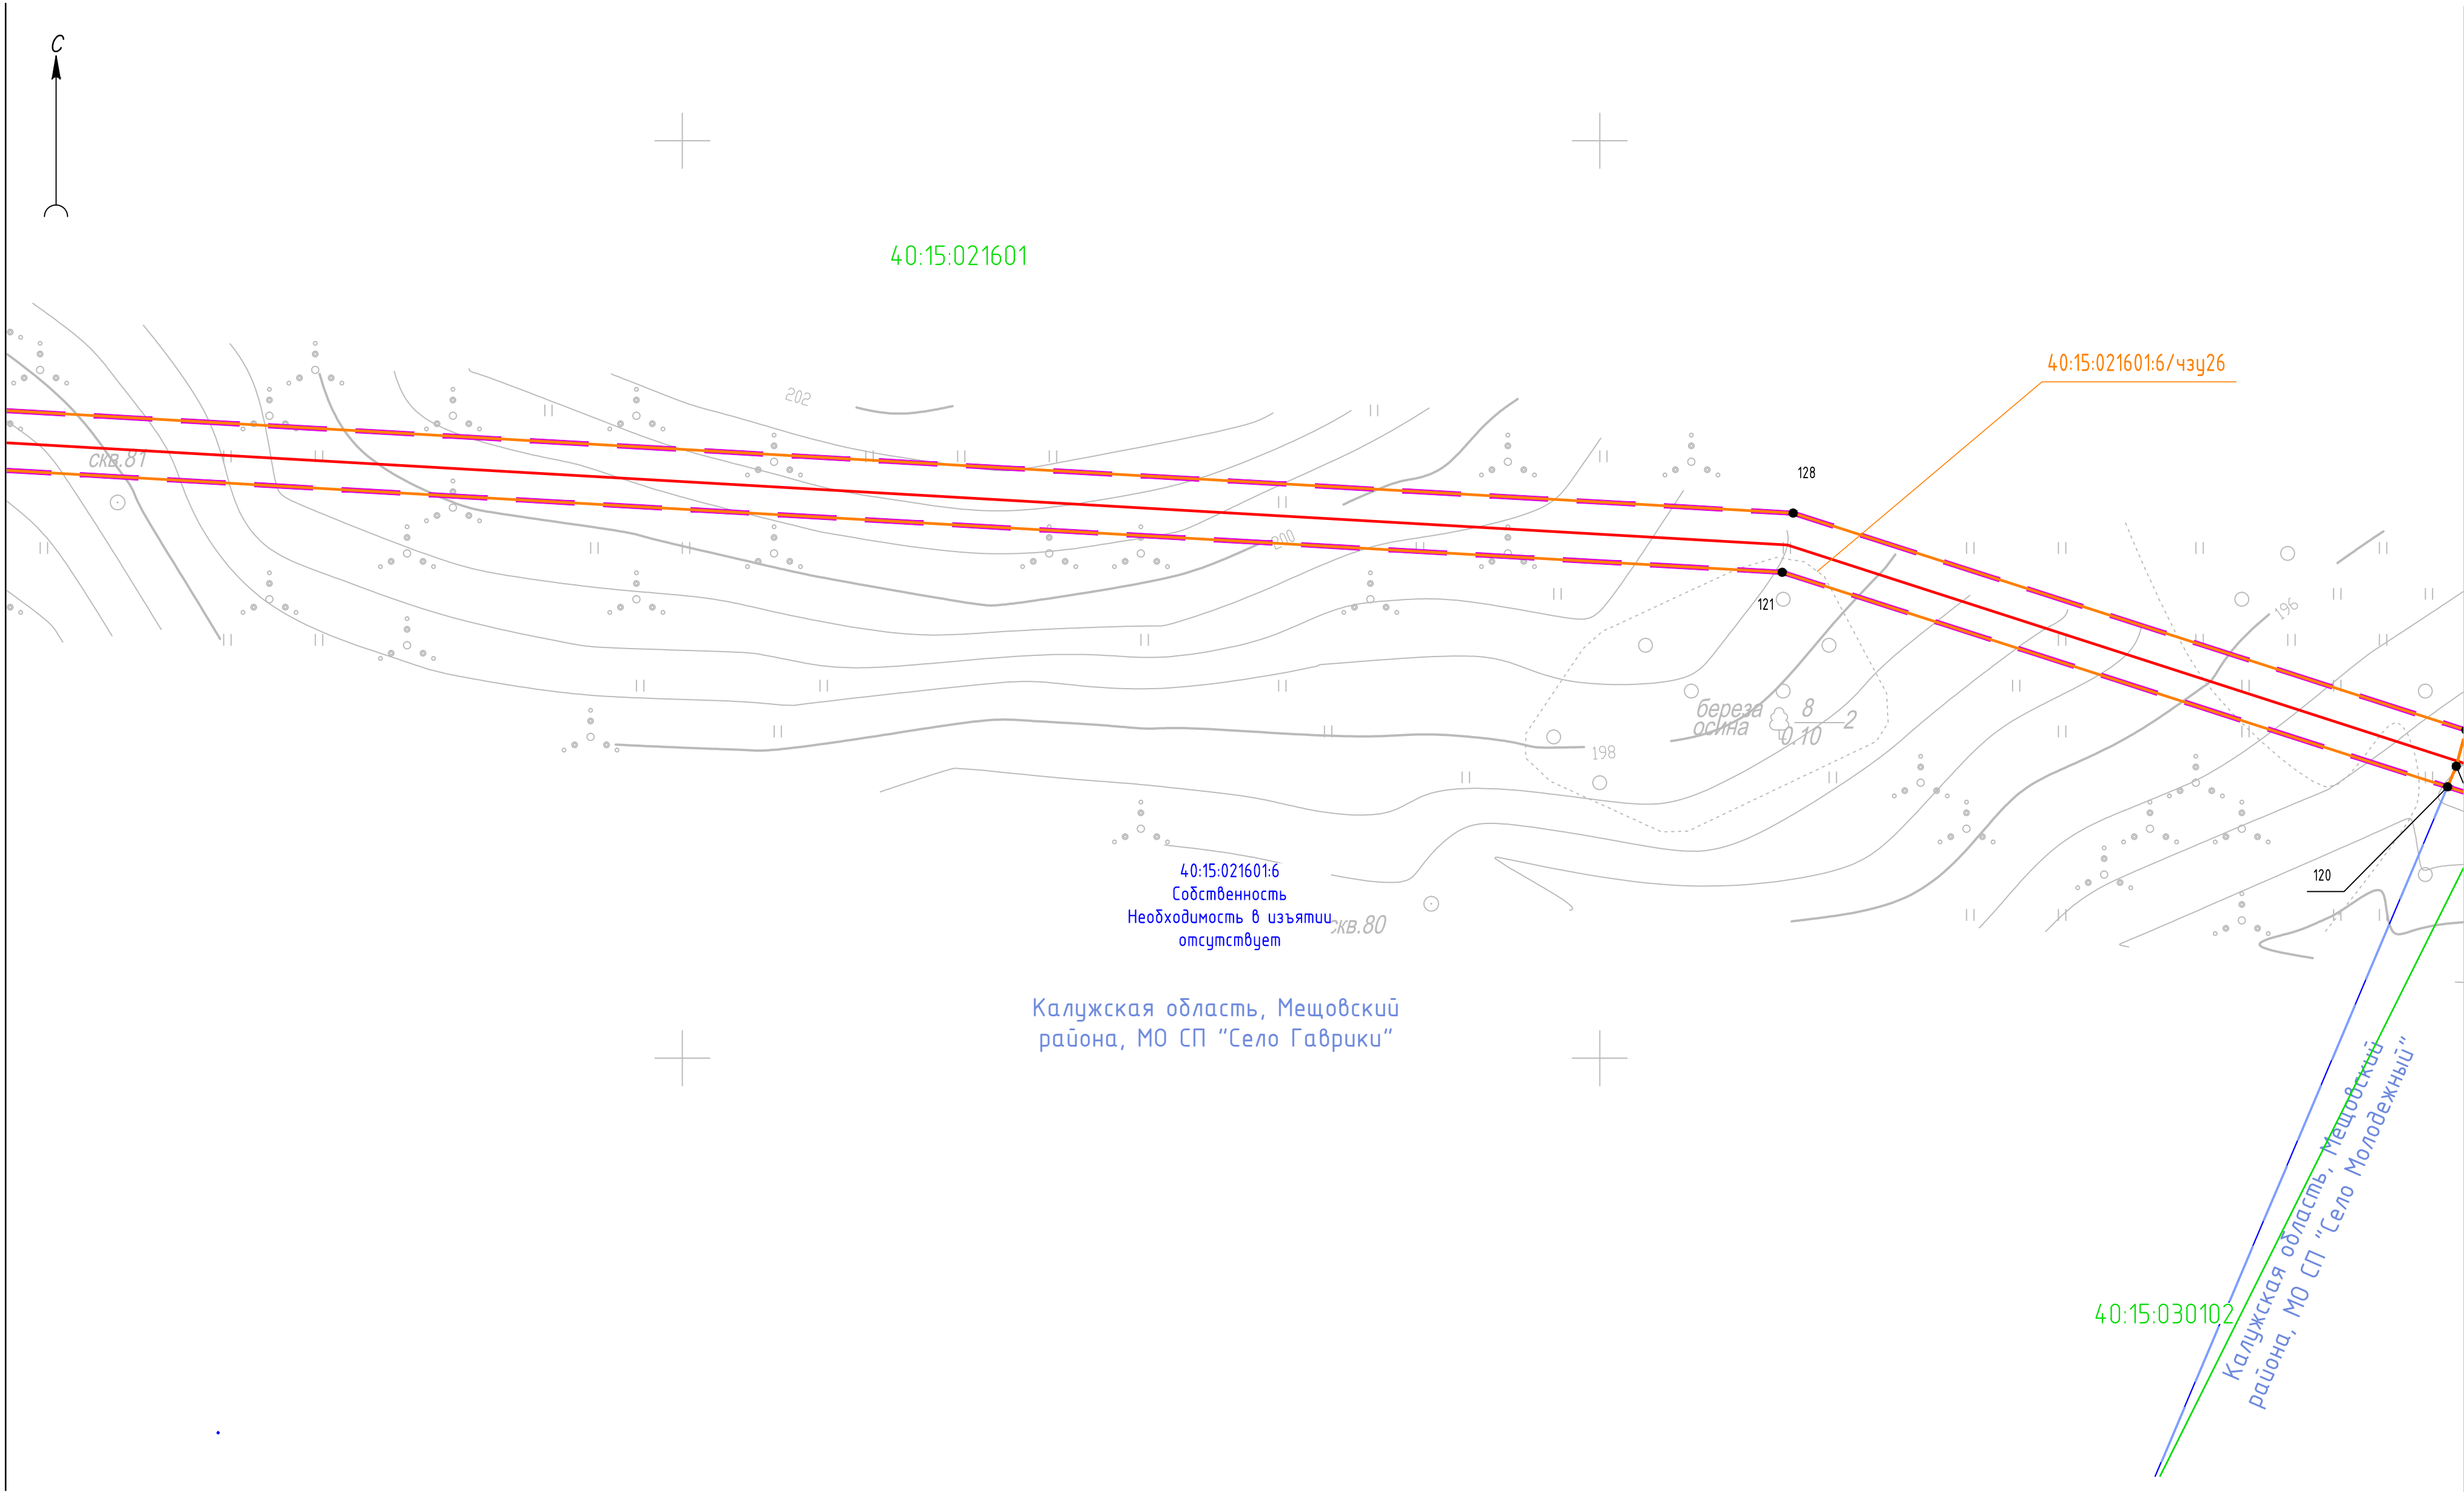 С
40:15:021601
40:15:021601:6/чзу26
202
128
скв.81
200
121
196
береза
осина
8
0.10
2
198
120
40:15:021601:6
Собственность
Необходимость в изъятии
отсутствует
скв.80
Калужская область, Мещовский
района, МО СП "Село Гаврики"
Калужская область, Мещовский
района, МО СП "Село Молодежный"
40:15:030102